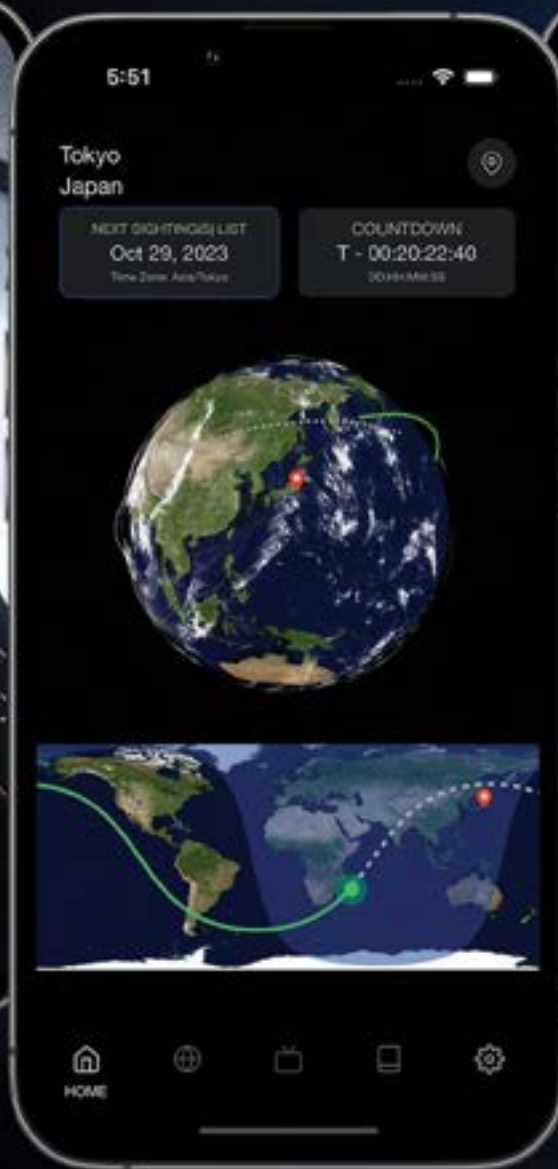 5:51
Tokyo
Japan
NEXT SIGHTING(S) LIST
Oct 29, 2023
Time Zone: Asia/Tokyo
COUNTDOWN
T - 00:20:22:40
DD:HH:MM:SS
HOME